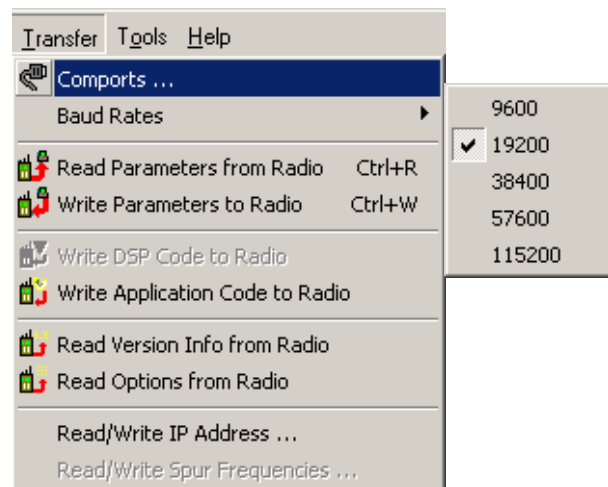 Transfer Tools Help
Comports ...
Baud Rates
9600
19200
38400
57600
115200
Read Parameters from Radio Ctrl+R
Write Parameters to Radio Ctrl+W
Write DSP Code to Radio
Write Application Code to Radio
Read Version Info from Radio
Read Options from Radio
Read/Write IP Address ...
Read/Write Spur Frequencies ...